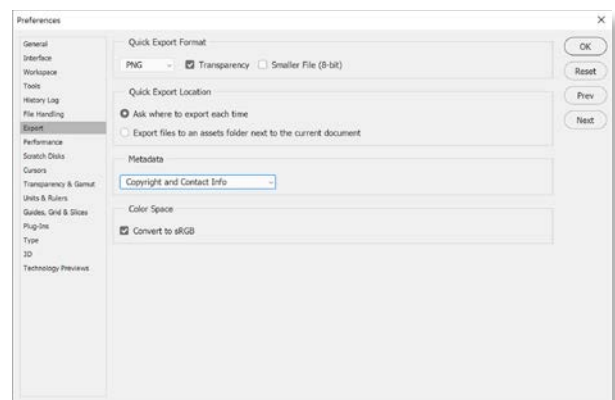 Preferences
General
Interface
Workspace
Tools
History Log
File Handling
Export
Performance
Scratch Disks
Cursors
Transparency & Gamut
Units & Rulers
Guides, Grid & Slices
Plug-Ins
Type
3D
Technology Previews
Quick Export Format
PNG Transparency Smaller File (8-bit)
Quick Export Location
Ask where to export each time
Export files to an assets folder next to the current document
Metadata
Copyright and Contact Info
Color Space
Convert to sRGB
OK
Reset
Prev
Next